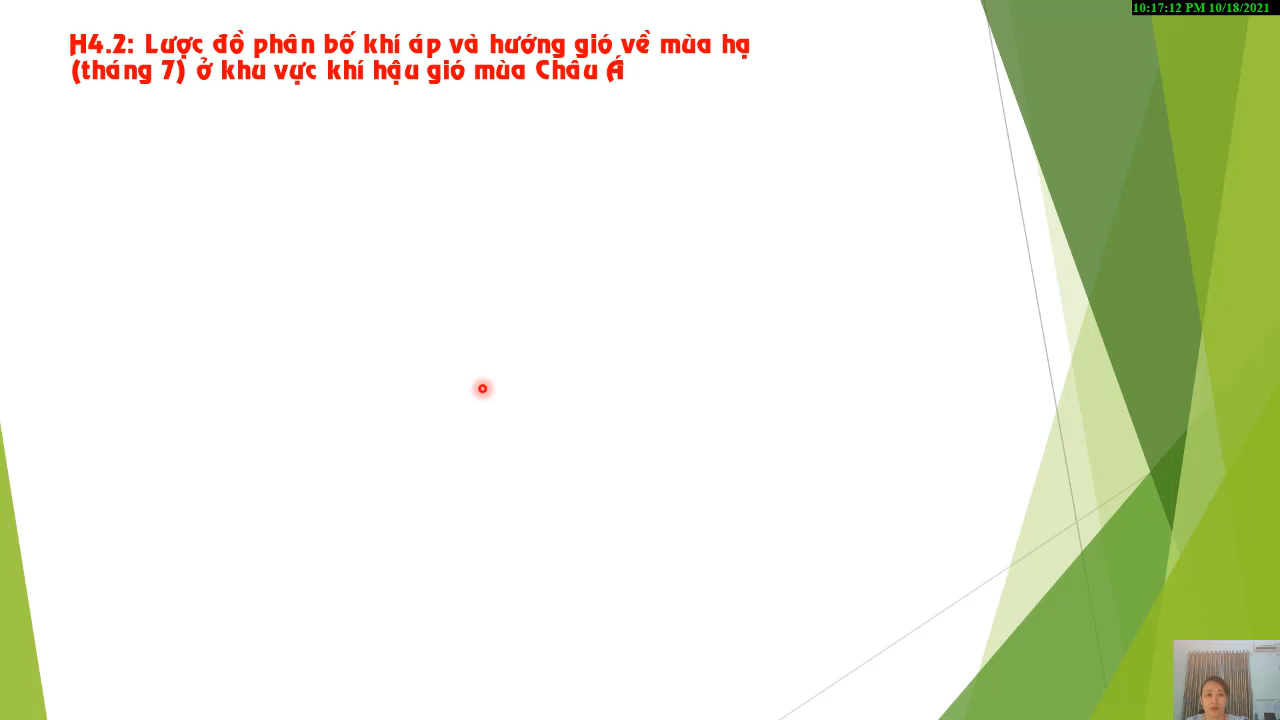 10:17:12 PM 10/18/2021
H4.2: Lược đồ phân bố khí áp và hướng gió về mùa hạ
(tháng 7) ở khu vực khí hậu gió mùa Châu Á